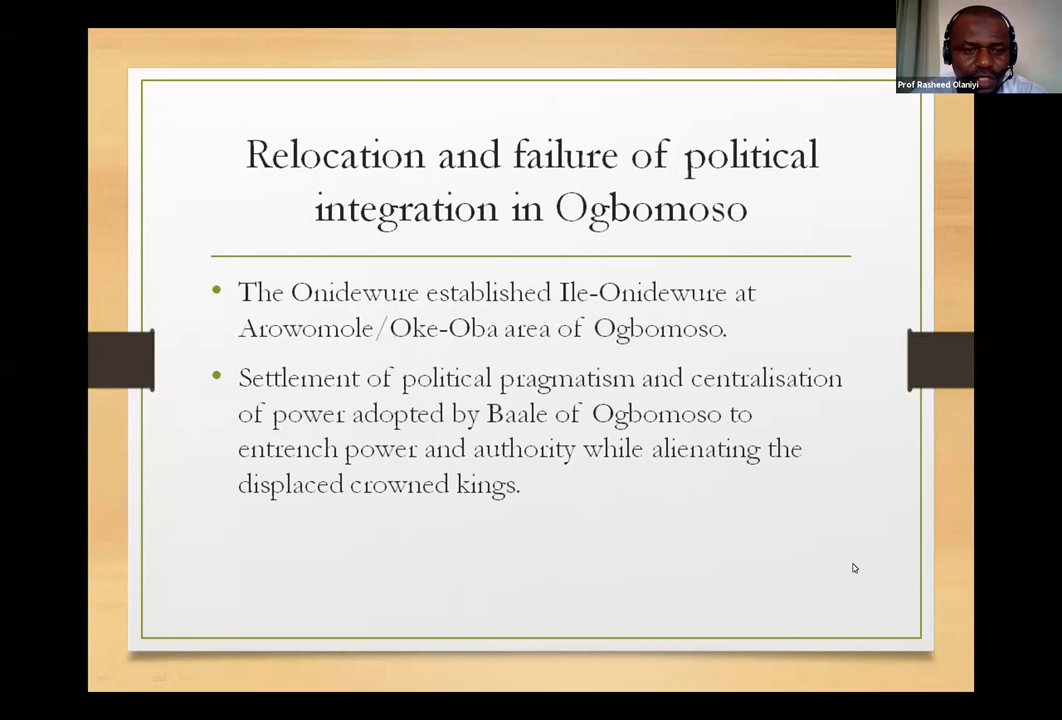 Prof Rasheed Olaniyi
Relocation and failure of political
integration in Ogbomoso
• The Onidewure established Ile-Onidewure at
Arowomole/Oke-Oba area of Ogbomoso.
• Settlement of political pragmatism and centralisation
of power adopted by Baale of Ogbomoso to
entrench power and authority while alienating the
displaced crowned kings.